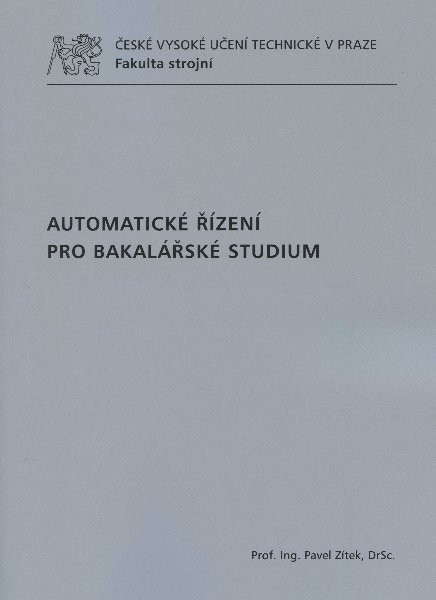 ČESKÉ VYSOKÉ UČENÍ TECHNICKÉ V PRAZE
Fakulta strojní
AUTOMATICKÉ ŘÍZENÍ
PRO BAKALÁŘSKÉ STUDIUM
Prof. Ing. Pavel Zítek, DrSc.